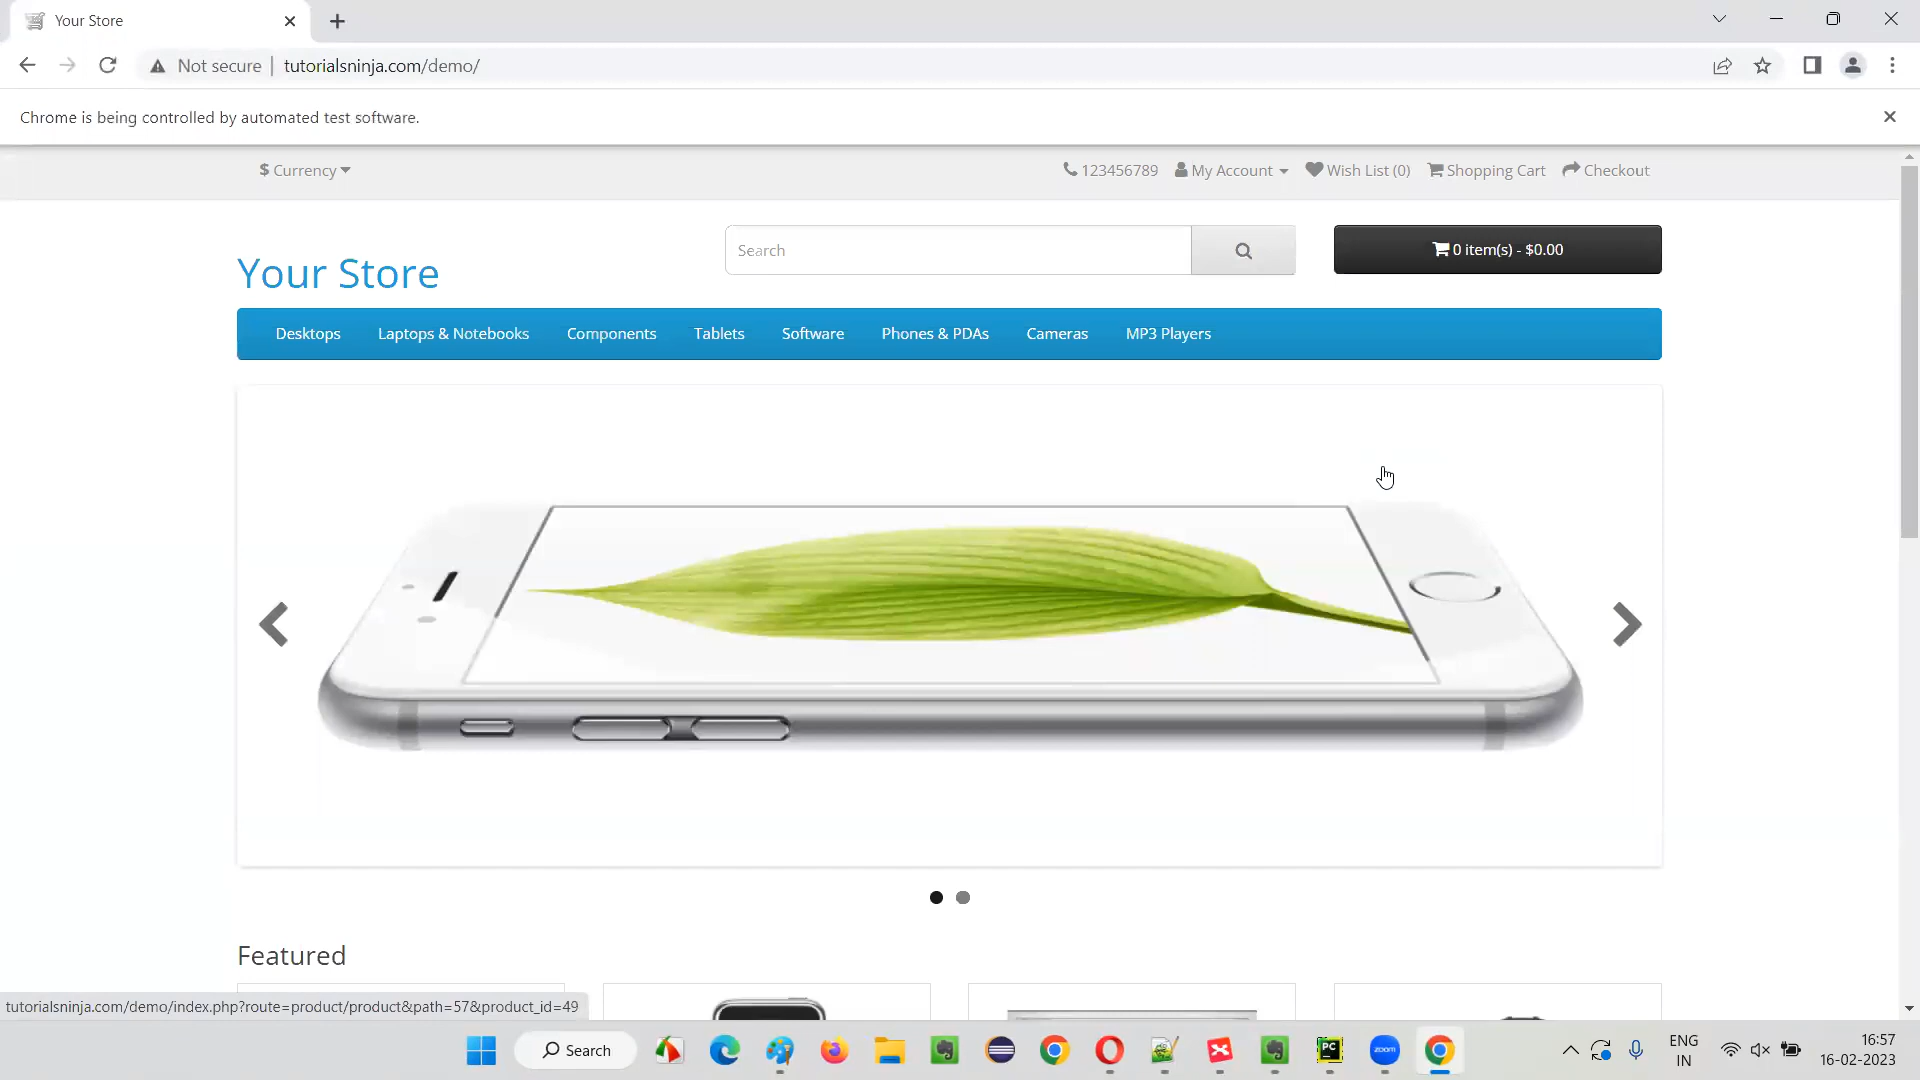 Your Store
Not secure | tutorialsninja.com/demo/
Chrome is being controlled by automated test software.
$ Currency
123456789 My Account Wish List (0) Shopping Cart Checkout
Your Store
Search
0 item(s) - $0.00
Desktops Laptops & Notebooks Components Tablets Software Phones & PDAs Cameras MP3 Players
Featured
tutorialsninja.com/demo/index.php?route=product/product&path=57&product_id=49
Search
PC
zoom
ENG
IN
16:57
16-02-2023